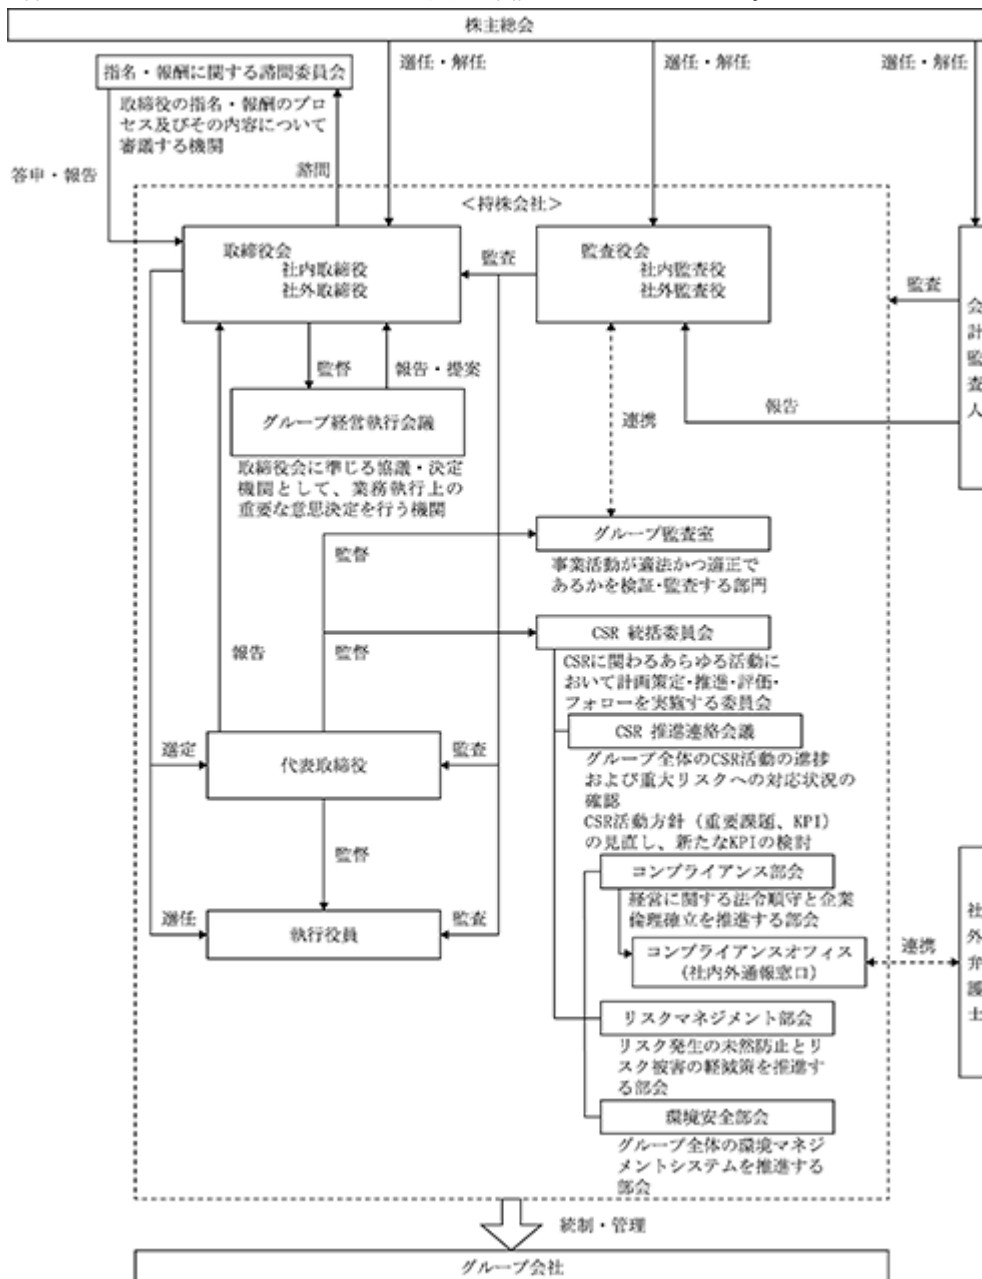 株主総会
選任・解任
選任・解任
選任・解任
指名・報酬に関する諮問委員会
取締役の指名・報酬のプロ
セス及びその内容について
審議する機関
答申・報告
諮問
＜持株会社＞
取締役会
社内取締役
社外取締役
監査
監査役会
社内監査役
社外監査役
監査
会計監査人
監督
報告・提案
報告
連携
グループ経営執行会議
取締役会に準じる協議・決定
機関として、業務執行上の
重要な意思決定を行う機関
監督
グループ監査室
事業活動が適法かつ適正で
あるかを検証・監査する部門
報告
監督
CSR 統括委員会
CSRに関わるあらゆる活動に
おいて計画策定・推進・評価・
フォローを実施する委員会
CSR 推進連絡会議
グループ全体のCSR活動の進捗
および重大リスクへの対応状況の
確認
CSR活動方針（重要課題、KPI）
の見直し、新たなKPIの検討
選定
代表取締役
監査
監督
コンプライアンス部会
経営に関する法令順守と企業
倫理確立を推進する部会
選任
執行役員
監査
コンプライアンスオフィス
(社内外通報窓口)
連携
社外弁護士
リスクマネジメント部会
リスク発生の未然防止とリ
スク被害の軽減策を推進す
る部会
環境安全部会
グループ全体の環境マネジ
メントシステムを推進する
部会
統制・管理
グループ会社